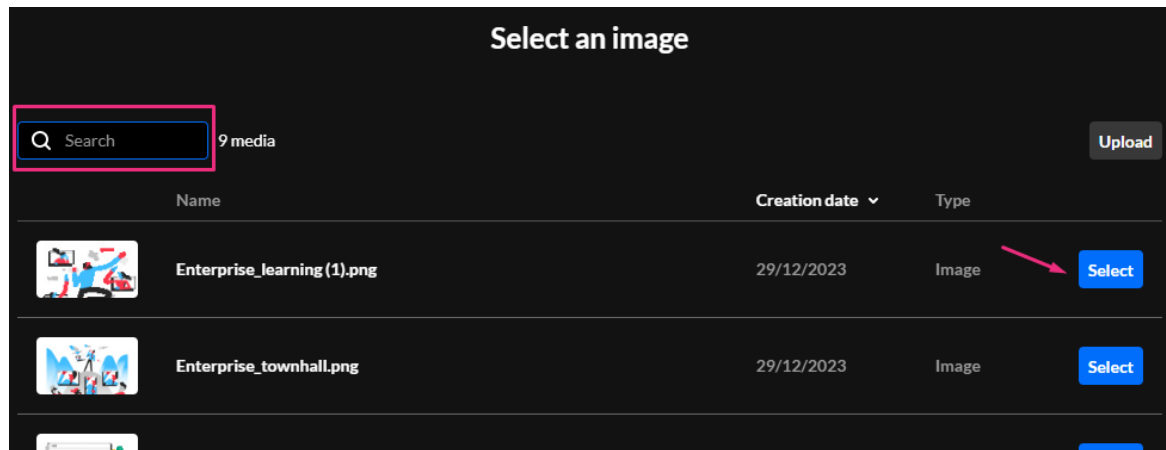 Select an image
Search 9 media Upload
Name Creation date Type
Enterprise_learning (1).png 29/12/2023 Image Select
Enterprise_townhall.png 29/12/2023 Image Select